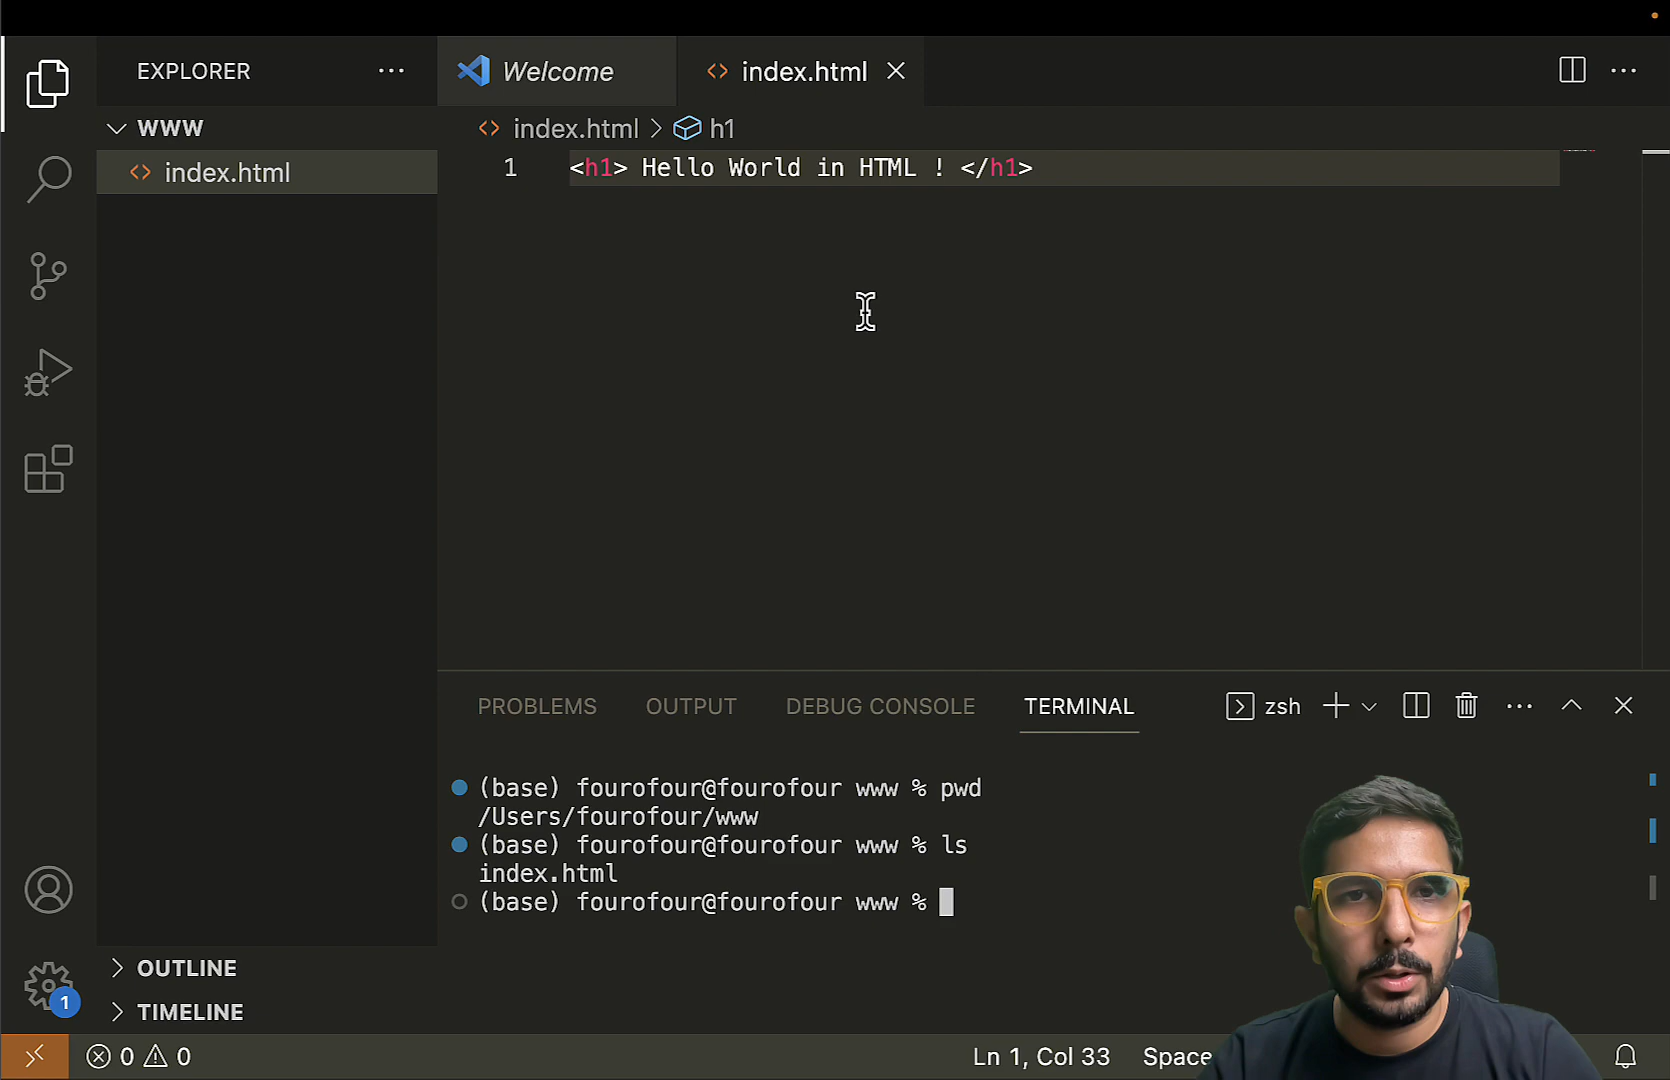 EXPLORER
Welcome
index.html
WWW
index.html
index.html > h1
1 <h1> Hello World in HTML ! </h1>
PROBLEMS OUTPUT DEBUG CONSOLE TERMINAL zsh
(base) fourofour@fourofour www % pwd
/Users/fourofour/www
(base) fourofour@fourofour www % ls
index.html
(base) fourofour@fourofour www %
OUTLINE
1
TIMELINE
0 0
Ln 1, Col 33 Space